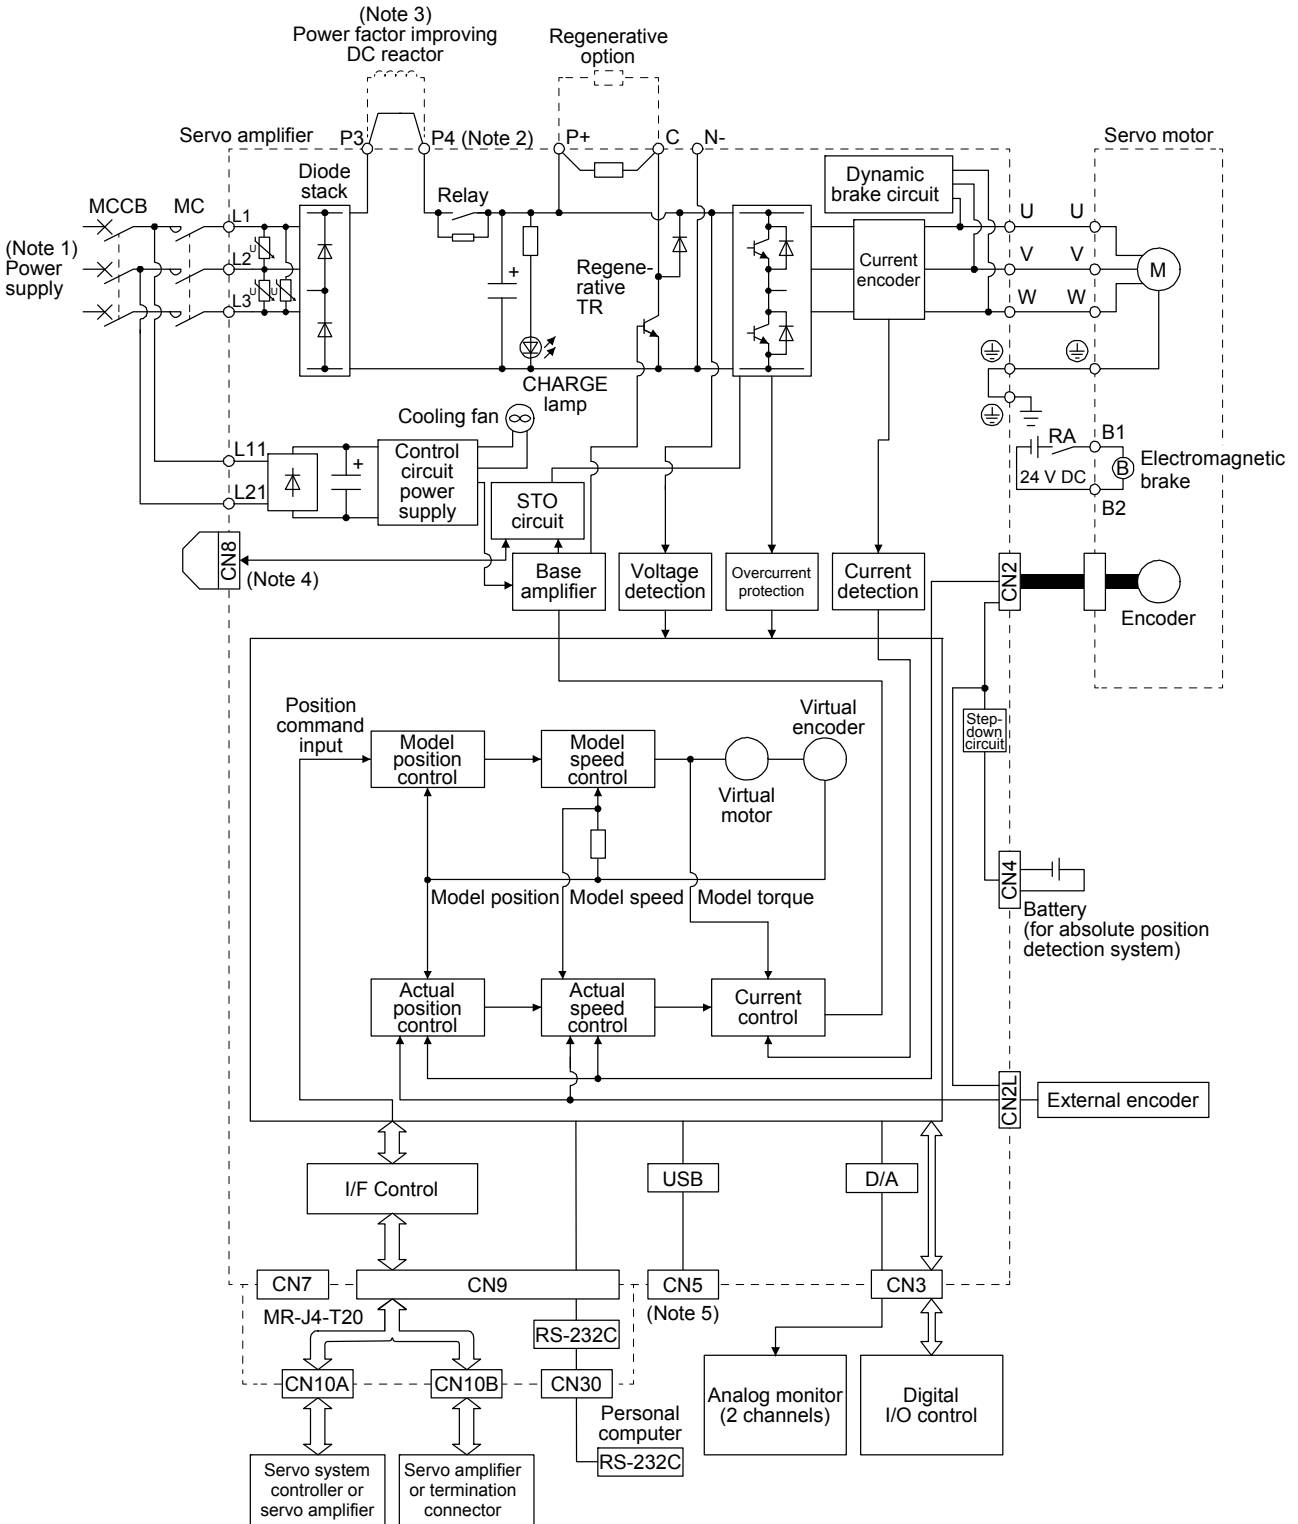 (Note 3)
Power factor improving
DC reactor
Regenerative
option
Servo amplifier
P3
P4 (Note 2)
P+
C
N-
Servo motor
Diode
stack
Relay
Dynamic
brake circuit
MCCB
MC
L1
U
U
(Note 1)
Power
supply
U
L2
Regene-
rative
TR
+
Current
encoder
V
V
M
U
U
L3
W
W
CHARGE
lamp
Cooling fan
L11
+
Control
circuit
power
supply
RA
B1
24 V DC
B
Electromagnetic
brake
L21
STO
circuit
B2
CN8
(Note 4)
Base
amplifier
Voltage
detection
Overcurrent
protection
Current
detection
CN2
Encoder
Position
command
input
Model
position
control
Model
speed
control
Virtual
encoder
Virtual
motor
Step-
down
circuit
CN4
Model position
Model speed
Model torque
Battery
(for absolute position
detection system)
Actual
position
control
Actual
speed
control
Current
control
CN2L
External encoder
I/F Control
USB
D/A
CN7
CN9
CN5
CN3
(Note 5)
MR-J4-T20
RS-232C
CN10A
CN10B
CN30
Analog monitor
(2 channels)
Digital
I/O control
Personal
computer
RS-232C
Servo system
controller or
servo amplifier
Servo amplifier
or termination
connector